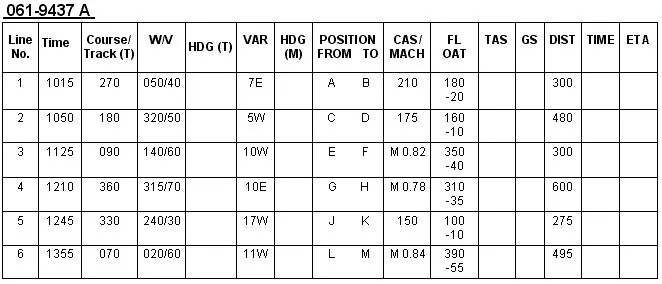 061-9437 A
Line No. Time Course/ Track (T) W/V HDG (T) VAR HDG (M) POSITION FROM TO CAS/ MACH FL OAT TAS GS DIST TIME ETA
1 1015 270 050/40 7E A B 210 180 300
-20
2 1050 180 320/50 5W C D 175 160 480
-10
3 1125 090 140/60 10W E F M 0.82 350 300
-40
4 1210 360 315/70 10E G H M 0.78 310 600
-35
5 1245 330 240/30 17W J K 150 100 275
-10
6 1355 070 020/60 11W L M M 0.84 390 495
-55